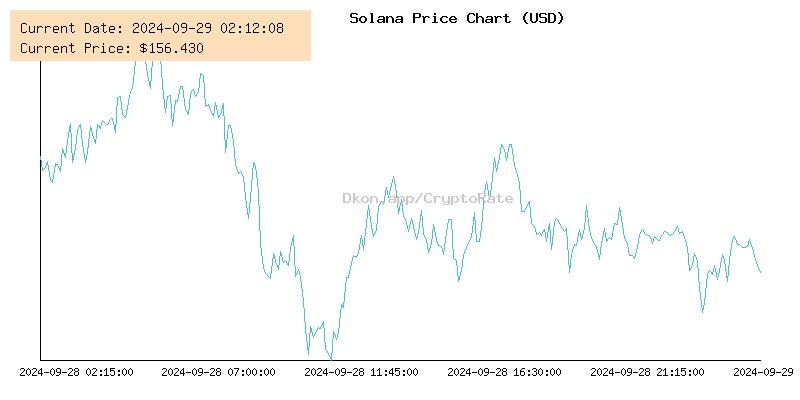 Solana Price Chart (USD)
Current Date: 2024-09-29 02:12:08
Current Price: $156.430
Dkon.app/CryptoRate
2024-09-28 02:15:00
2024-09-28 07:00:00
2024-09-28 11:45:00
2024-09-28 16:30:00
2024-09-28 21:15:00
2024-09-29